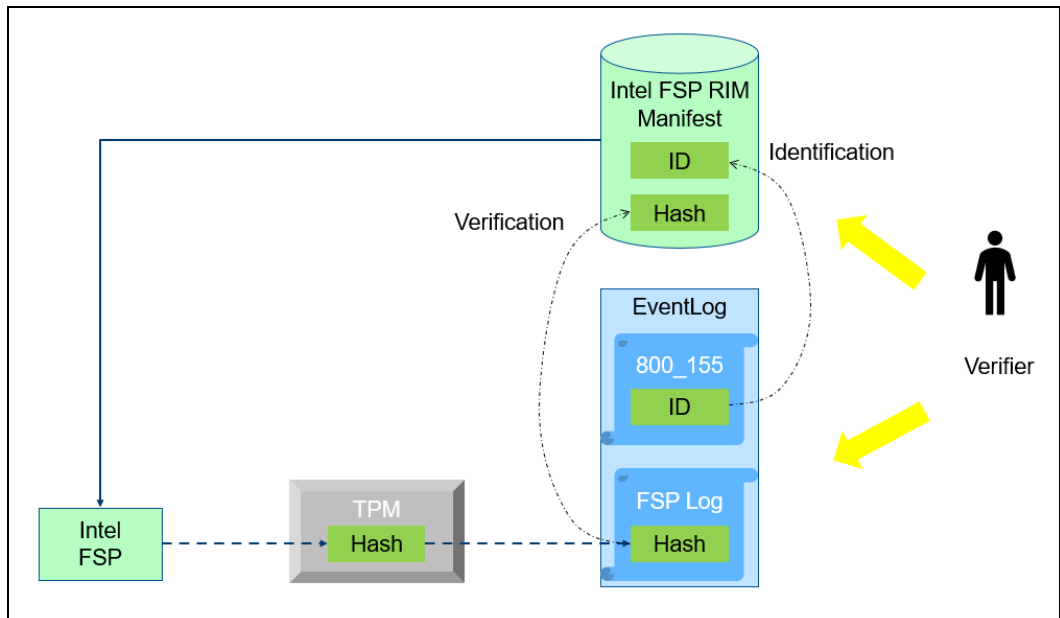 Intel FSP RIM
Manifest
ID
Identification
Hash
Verification
EventLog
800_155
ID
Verifier
FSP Log
Hash
TPM
Hash
Intel
FSP